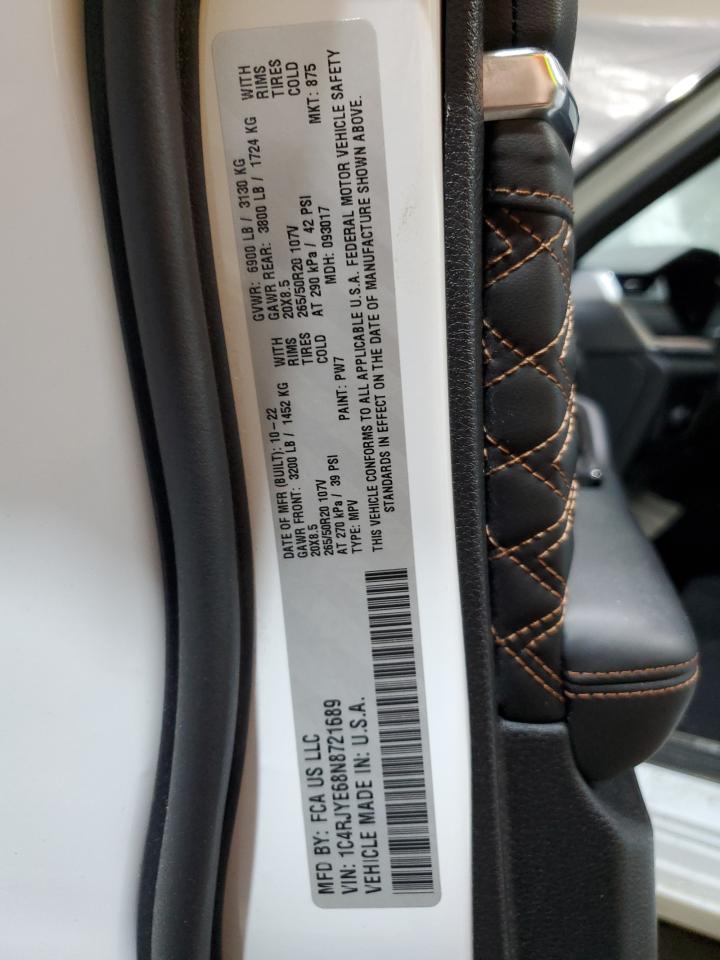 MFD BY: FCA US LLC
VIN: 1C4RJYE68N8721689
VEHICLE MADE IN: U.S.A.
DATE OF MFR (BUILT): 10-22 GVWR: 6900 LB / 3130 KG
GAWR FRONT: 3200 LB / 1452 KG WITH GAWR REAR: 3800 LB / 1724 KG WITH
20X8.5 RIMS 20X8.5 RIMS
265/50R20 107V TIRES 265/50R20 107V TIRES
AT 270 kPa / 39 PSI COLD AT 290 kPa / 42 PSI COLD
TYPE: MPV PAINT: PW7 MDH: 093017 MKT: 875
THIS VEHICLE CONFORMS TO ALL APPLICABLE U.S.A. FEDERAL MOTOR VEHICLE SAFETY
STANDARDS IN EFFECT ON THE DATE OF MANUFACTURE SHOWN ABOVE.